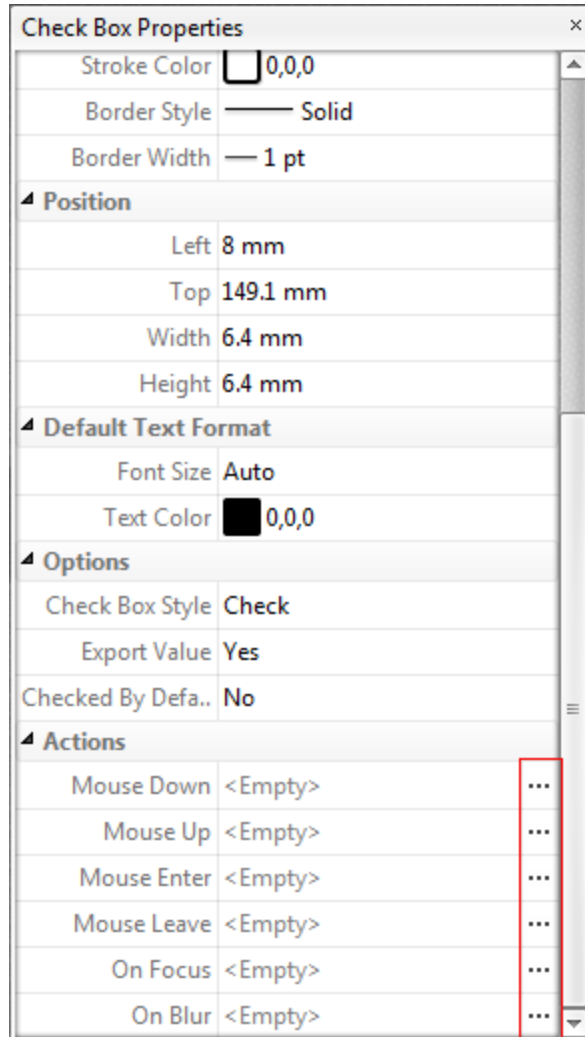 Check Box Properties ×
Stroke Color 0,0,0
Border Style Solid
Border Width 1 pt
Position
Left 8 mm
Top 149.1 mm
Width 6.4 mm
Height 6.4 mm
Default Text Format
Font Size Auto
Text Color 0,0,0
Options
Check Box Style Check
Export Value Yes
Checked By Defa.. No
Actions
Mouse Down <Empty> ...
Mouse Up <Empty> ...
Mouse Enter <Empty> ...
Mouse Leave <Empty> ...
On Focus <Empty> ...
On Blur <Empty> ...